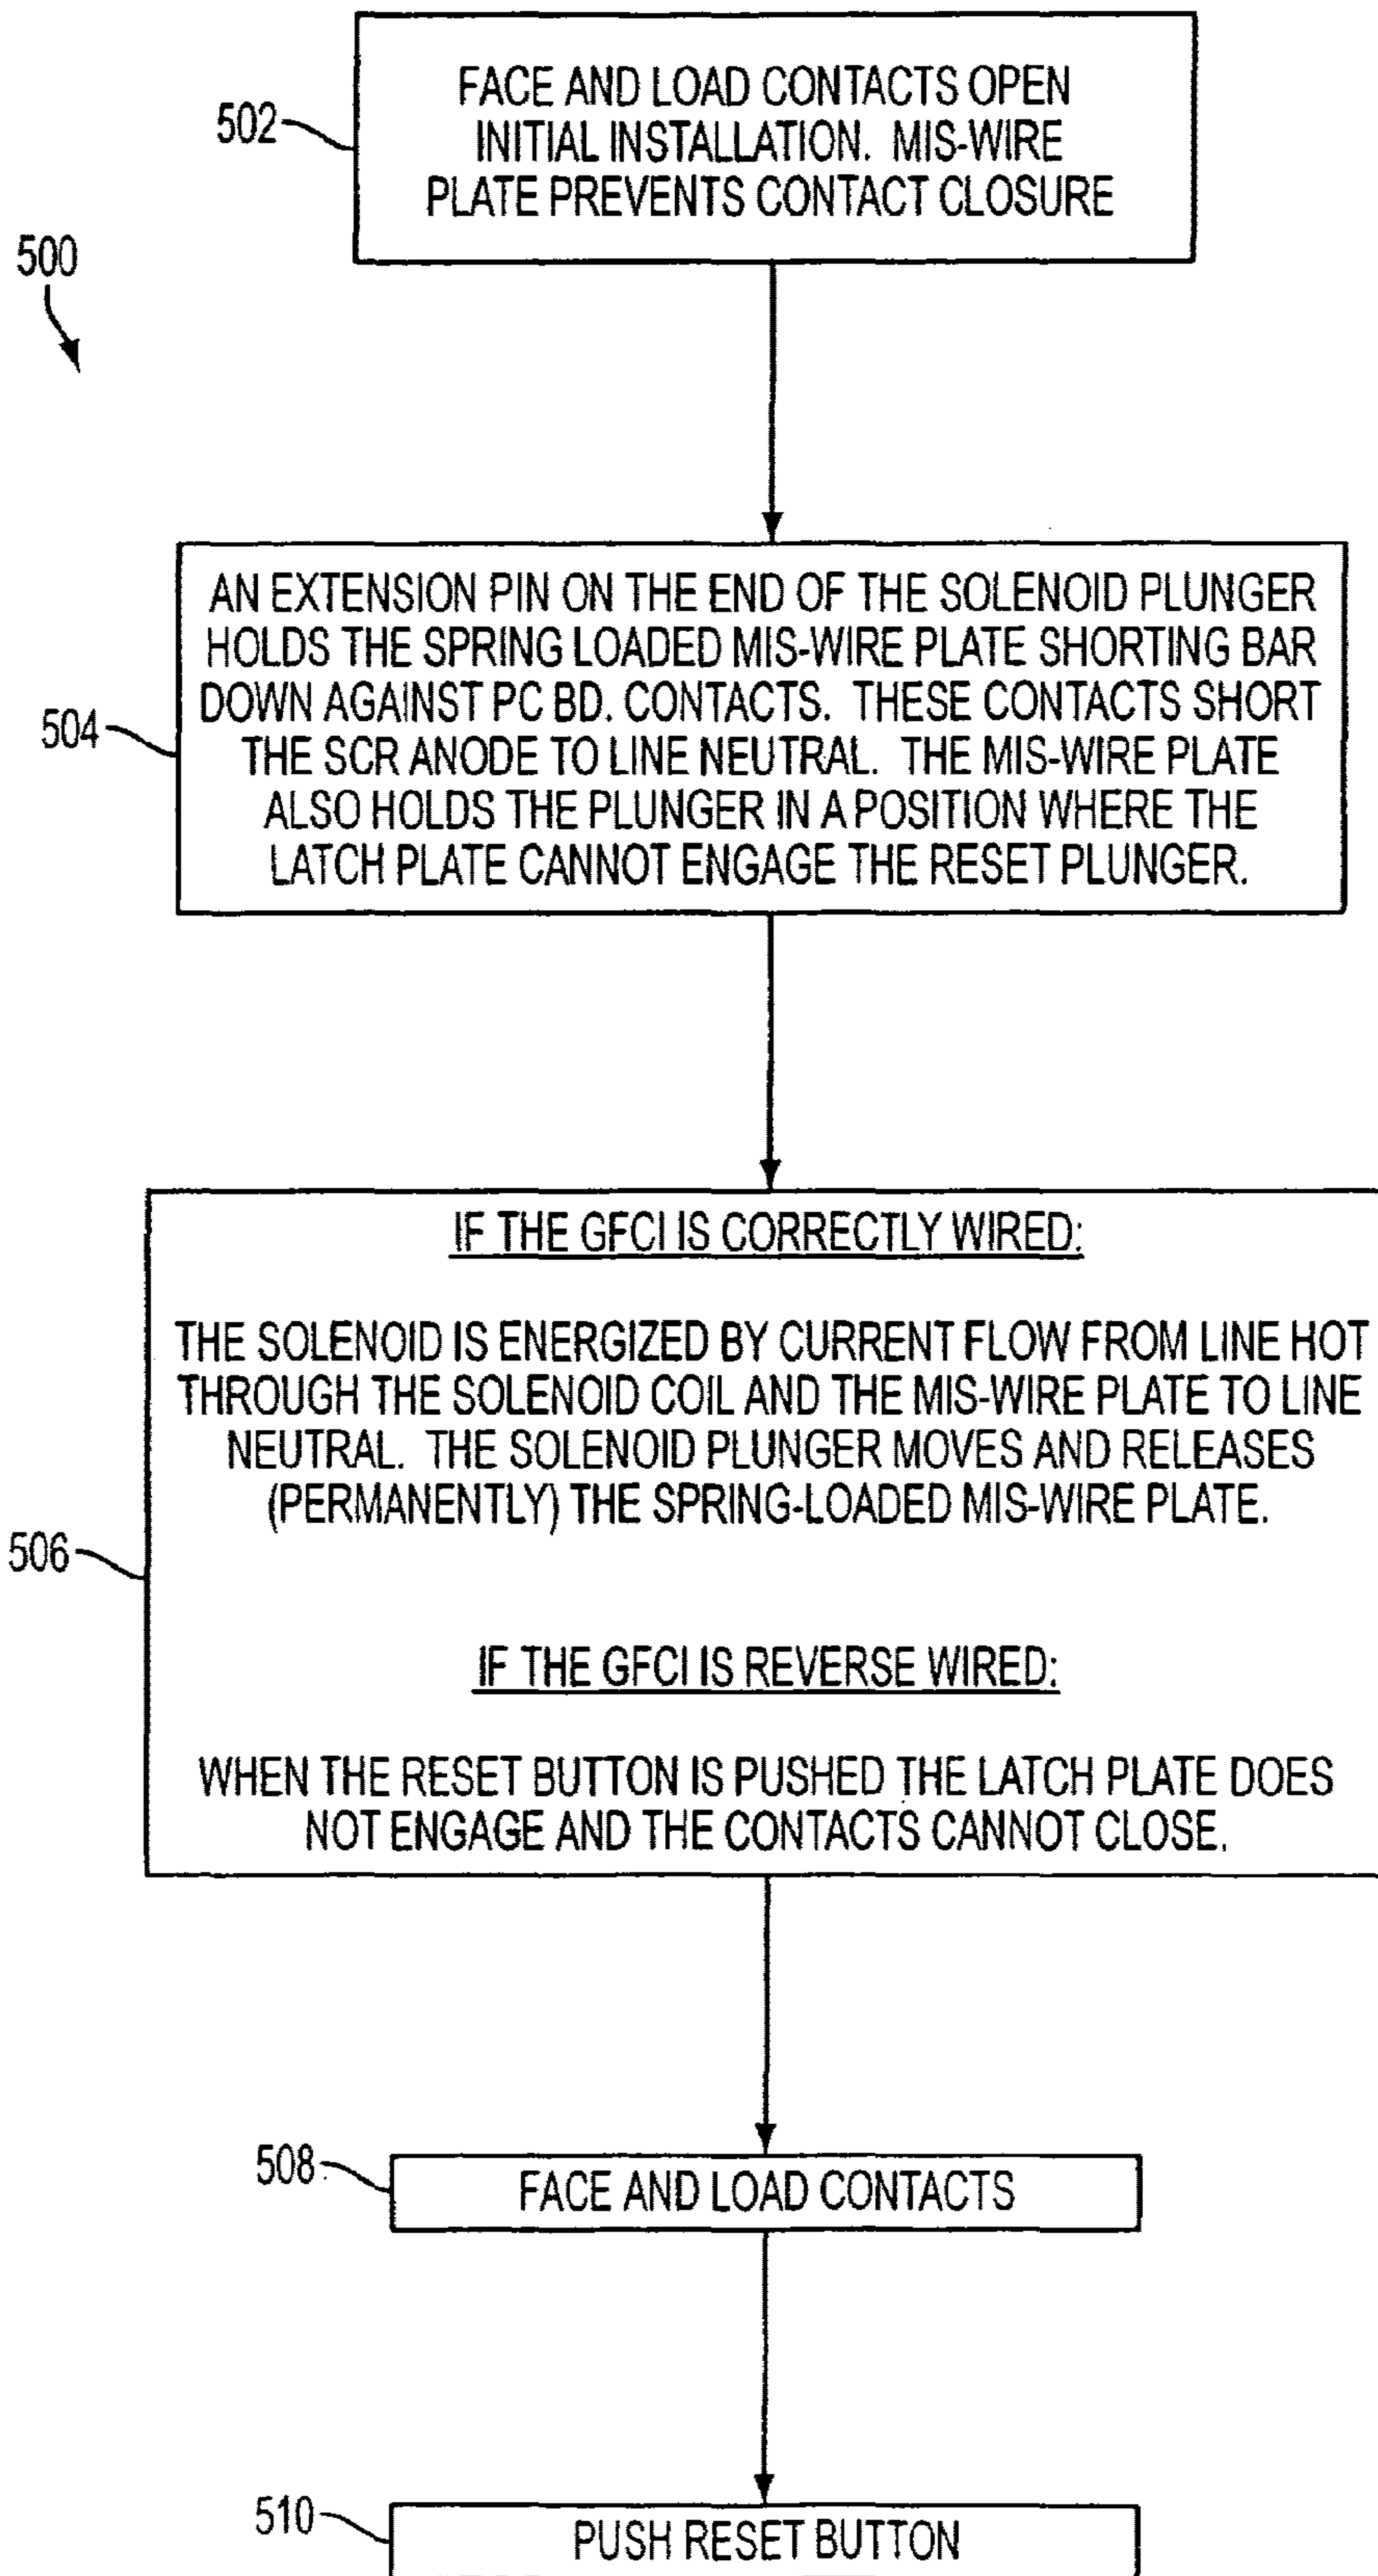 502
FACE AND LOAD CONTACTS OPEN
INITIAL INSTALLATION. MIS-WIRE
PLATE PREVENTS CONTACT CLOSURE
500
504
AN EXTENSION PIN ON THE END OF THE SOLENOID PLUNGER
HOLDS THE SPRING LOADED MIS-WIRE PLATE SHORTING BAR
DOWN AGAINST PC BD. CONTACTS. THESE CONTACTS SHORT
THE SCR ANODE TO LINE NEUTRAL. THE MIS-WIRE PLATE
ALSO HOLDS THE PLUNGER IN A POSITION WHERE THE
LATCH PLATE CANNOT ENGAGE THE RESET PLUNGER.
506
IF THE GFCI IS CORRECTLY WIRED:
THE SOLENOID IS ENERGIZED BY CURRENT FLOW FROM LINE HOT
THROUGH THE SOLENOID COIL AND THE MIS-WIRE PLATE TO LINE
NEUTRAL. THE SOLENOID PLUNGER MOVES AND RELEASES
(PERMANENTLY) THE SPRING-LOADED MIS-WIRE PLATE.
IF THE GFCI IS REVERSE WIRED:
WHEN THE RESET BUTTON IS PUSHED THE LATCH PLATE DOES
NOT ENGAGE AND THE CONTACTS CANNOT CLOSE.
508
FACE AND LOAD CONTACTS
510
PUSH RESET BUTTON